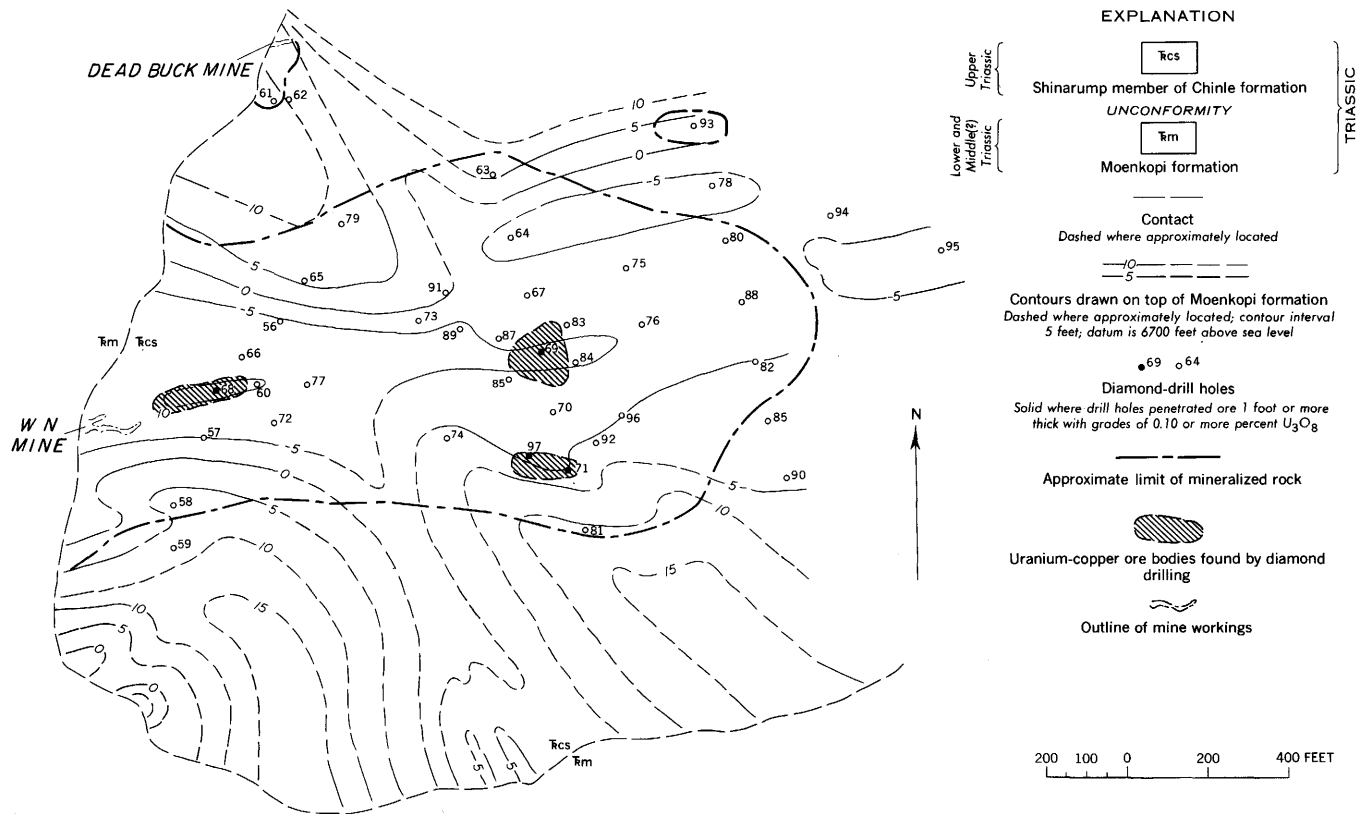 DEAD BUCK MINE
61
62
10
5
0
93
63
-5
78
10
79
64
94
80
95
5
65
75
-5
0
91
67
88
-5
56
73
89
87
83
76
Ꞧm
Ꞧcs
69
66
84
82
85
68
60
77
10
70
96
85
W N
MINE
72
57
74
92
-5
97
71
0
-5
90
58
5
10
81
59
10
15
15
10
5
0
0
-5
-5
Ꞧcs
Ꞧm
N
EXPLANATION
Upper
Triassic
Ꞧcs
Shinarump member of Chinle formation
UNCONFORMITY
Lower and
Middle(?)
Triassic
Ꞧm
Moenkopi formation
TRIASSIC
Contact
Dashed where approximately located
10
5
Contours drawn on top of Moenkopi formation
Dashed where approximately located; contour interval
5 feet; datum is 6700 feet above sea level
69 64
Diamond-drill holes
Solid where drill holes penetrated ore 1 foot or more
thick with grades of 0.10 or more percent U₃O₈
Approximate limit of mineralized rock
Uranium-copper ore bodies found by diamond
drilling
Outline of mine workings
200 100 0 200 400 FEET